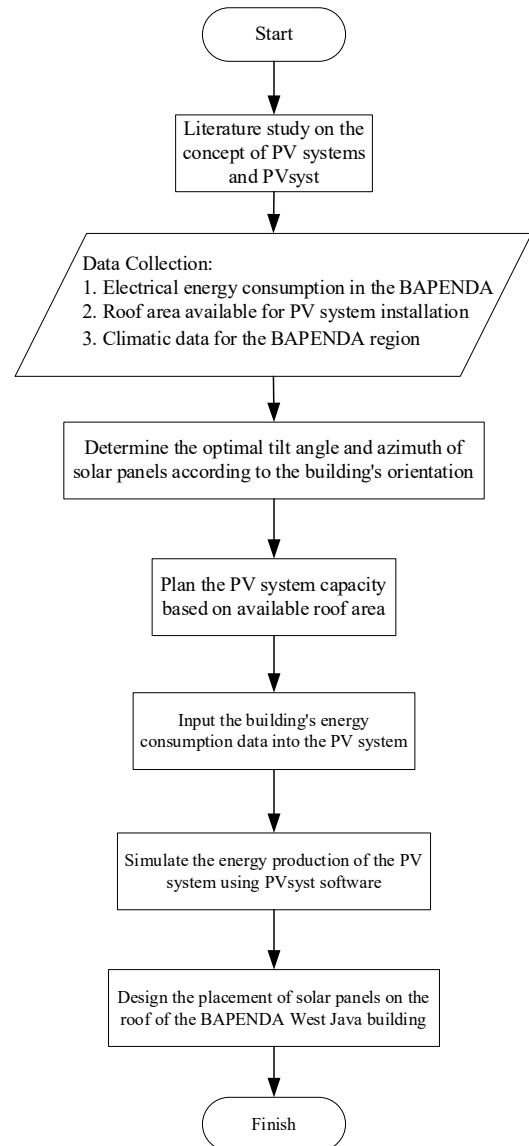 Start
Literature study on the
concept of PV systems
and PVsyst
Data Collection:
1. Electrical energy consumption in the BAPENDA
2. Roof area available for PV system installation
3. Climatic data for the BAPENDA region
Determine the optimal tilt angle and azimuth of
solar panels according to the building's orientation
Plan the PV system capacity
based on available roof area
Input the building's energy
consumption data into the PV system
Simulate the energy production of the PV
system using PVsyst software
Design the placement of solar panels on the
roof of the BAPENDA West Java building
Finish